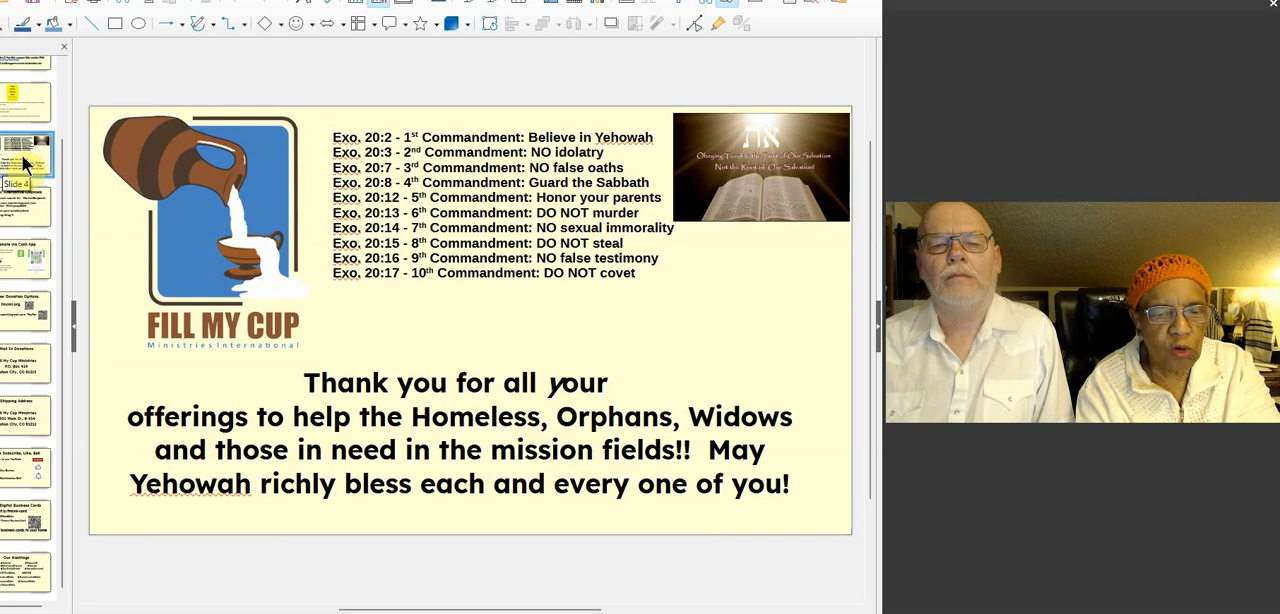 Exo. 20:2 - 1st Commandment: Believe in Yehowah
Exo. 20:3 - 2nd Commandment: NO idolatry
Exo. 20:7 - 3rd Commandment: NO false oaths
Exo. 20:8 - 4th Commandment: Guard the Sabbath
Exo. 20:12 - 5th Commandment: Honor your parents
Exo. 20:13 - 6th Commandment: DO NOT murder
Exo. 20:14 - 7th Commandment: NO sexual immorality
Exo. 20:15 - 8th Commandment: DO NOT steal
Exo. 20:16 - 9th Commandment: NO false testimony
Exo. 20:17 - 10th Commandment: DO NOT covet
את
Obeying Torah is the Fruit of Our Salvation
Not the Root of Our Salvation!
FILL MY CUP
Ministries International
Thank you for all your
offerings to help the Homeless, Orphans, Widows
and those in need in the mission fields!! May
Yehowah richly bless each and every one of you!
Slide 4